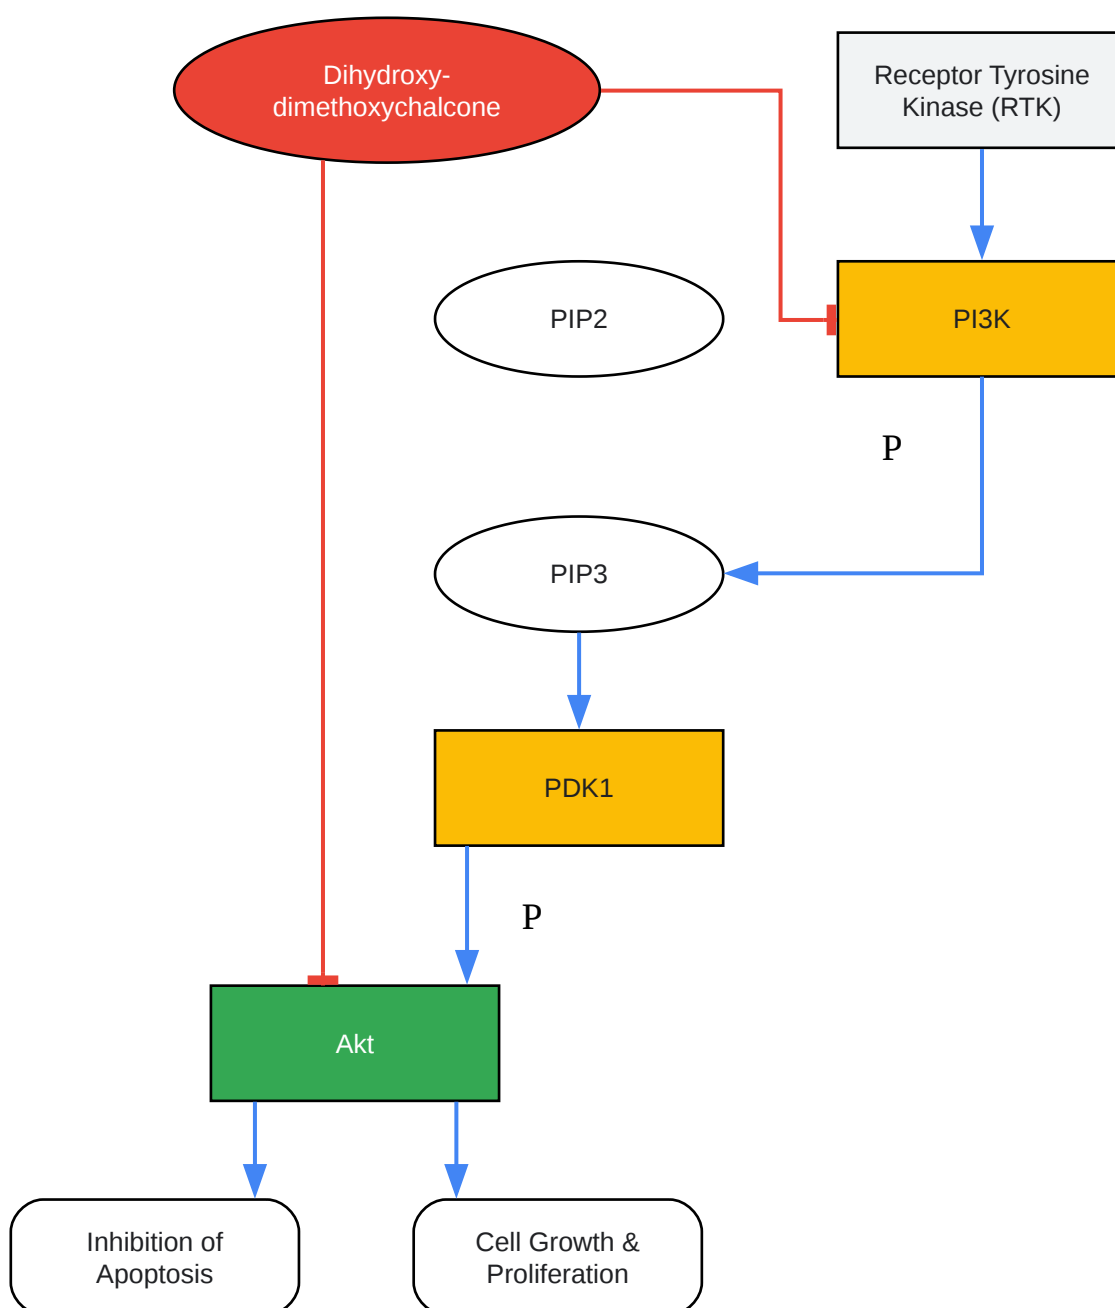 Dihydroxy-
dimethoxychalcone
Receptor Tyrosine
Kinase (RTK)
PIP2
PI3K
P
PIP3
PDK1
P
Akt
Inhibition of
Apoptosis
Cell Growth &
Proliferation